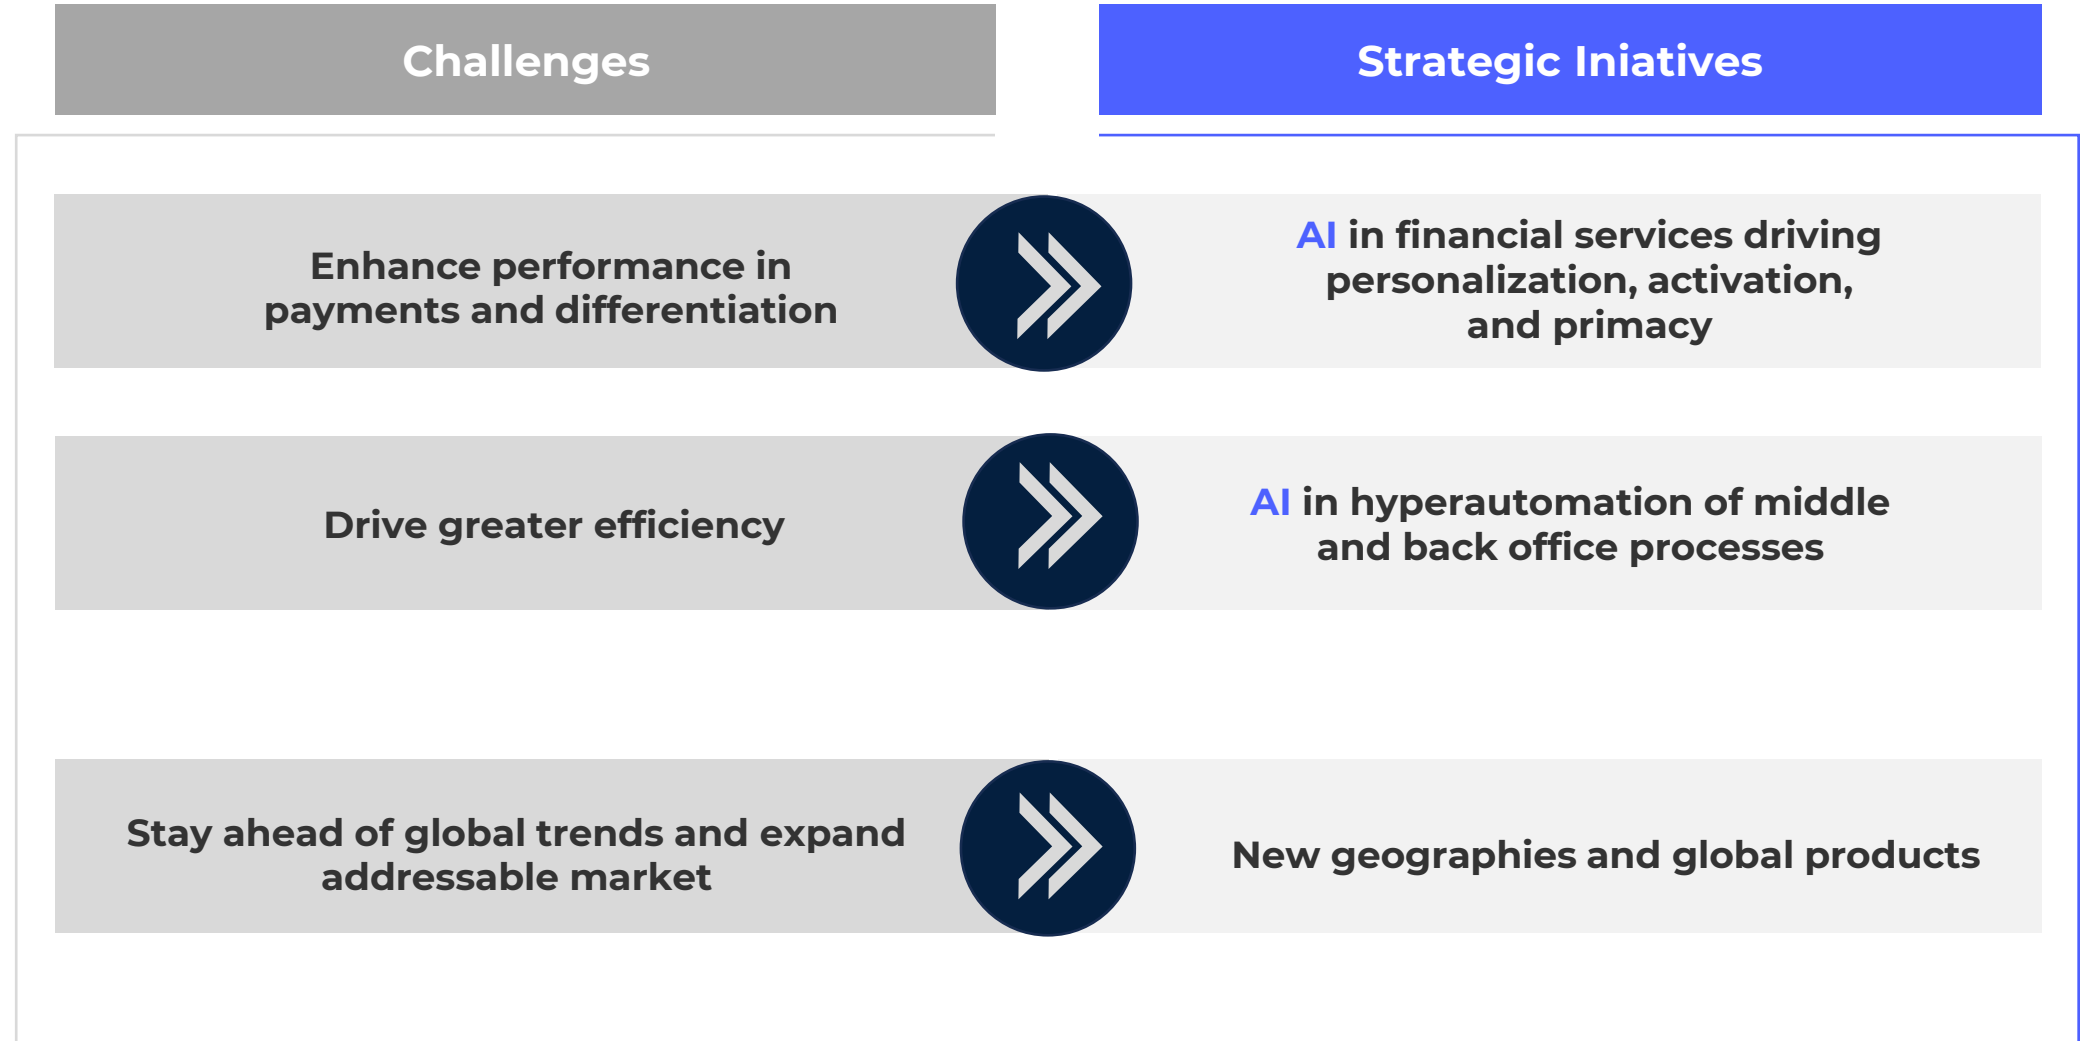 Challenges
Strategic Iniatives
Enhance performance in
payments and differentiation
AI in financial services driving
personalization, activation,
and primacy
Drive greater efficiency
AI in hyperautomation of middle
and back office processes
Stay ahead of global trends and expand
addressable market
New geographies and global products